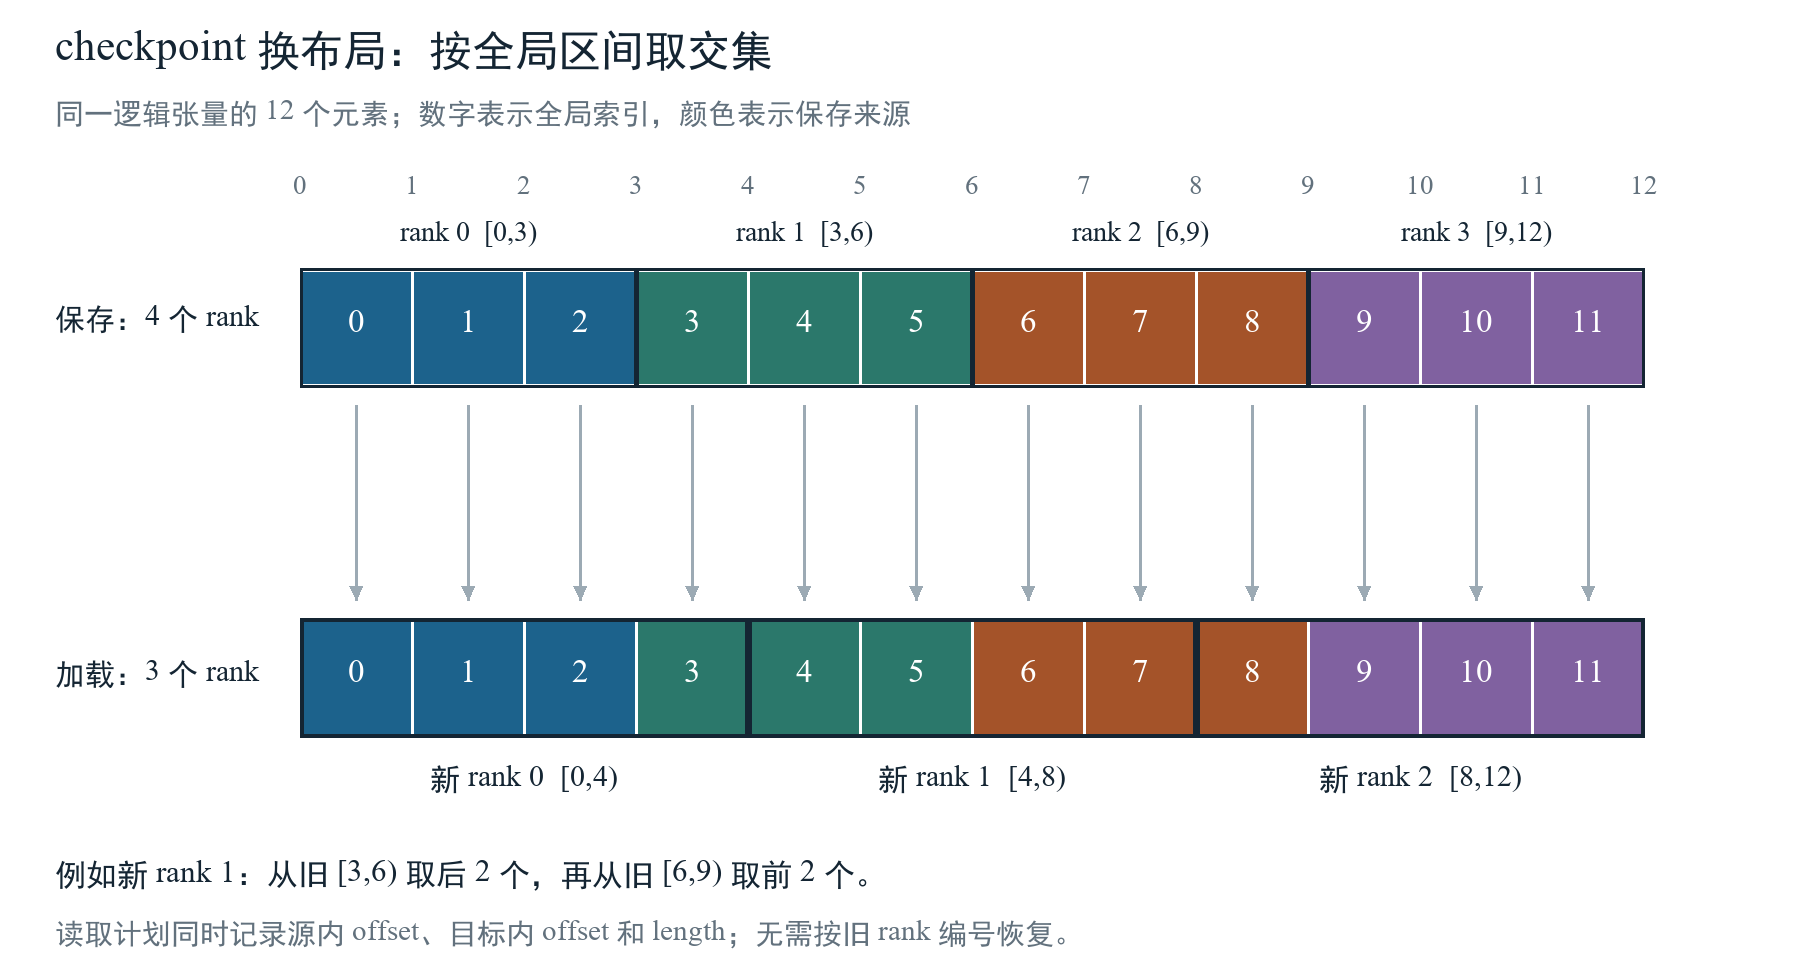 checkpoint 换布局：按全局区间取交集
同一逻辑张量的 12 个元素；数字表示全局索引，颜色表示保存来源
0 1 2 3 4 5 6 7 8 9 10 11 12
rank 0 [0,3) rank 1 [3,6) rank 2 [6,9) rank 3 [9,12)
保存：4 个 rank 0 1 2 3 4 5 6 7 8 9 10 11
加载：3 个 rank 0 1 2 3 4 5 6 7 8 9 10 11
新 rank 0 [0,4) 新 rank 1 [4,8) 新 rank 2 [8,12)
例如新 rank 1：从旧 [3,6) 取后 2 个，再从旧 [6,9) 取前 2 个。
读取计划同时记录源内 offset、目标内 offset 和 length；无需按旧 rank 编号恢复。